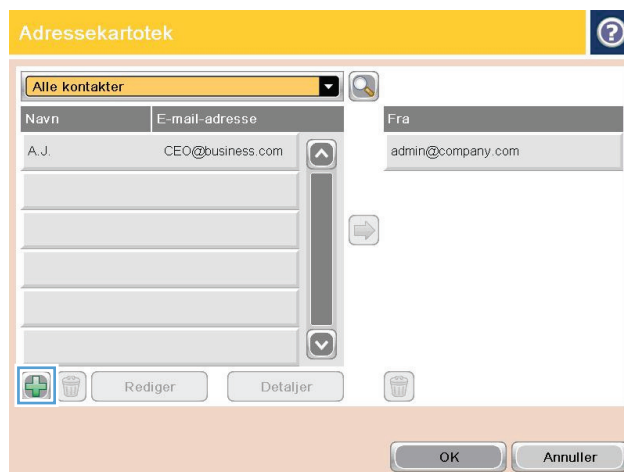 Adressekartotek
Alle kontakter
Navn E-mail-adresse Fra
A.J. CEO@business.com admin@company.com
Rediger Detaljer
OK Annuller